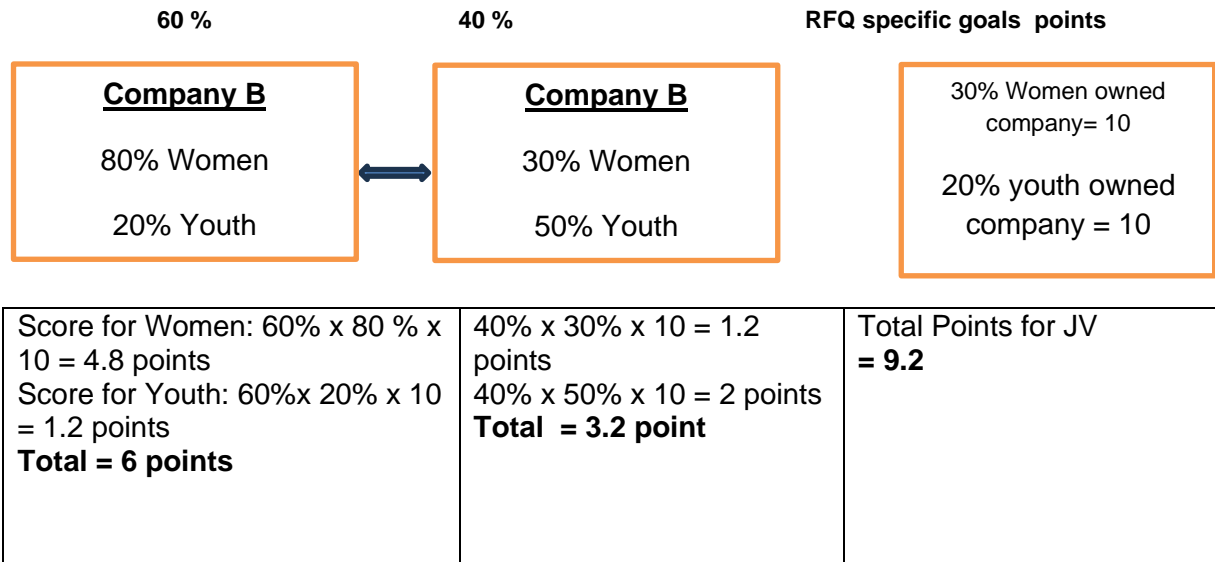 60 %
40 %
RFQ specific goals points
Company B
80% Women
20% Youth
Company B
30% Women
50% Youth
30% Women owned
company= 10
20% youth owned
company = 10
Score for Women: 60% x 80 % x
10 = 4.8 points
Score for Youth: 60%x 20% x 10
= 1.2 points
Total = 6 points
40% x 30% x 10 = 1.2
points
40% x 50% x 10 = 2 points
Total = 3.2 point
Total Points for JV
= 9.2